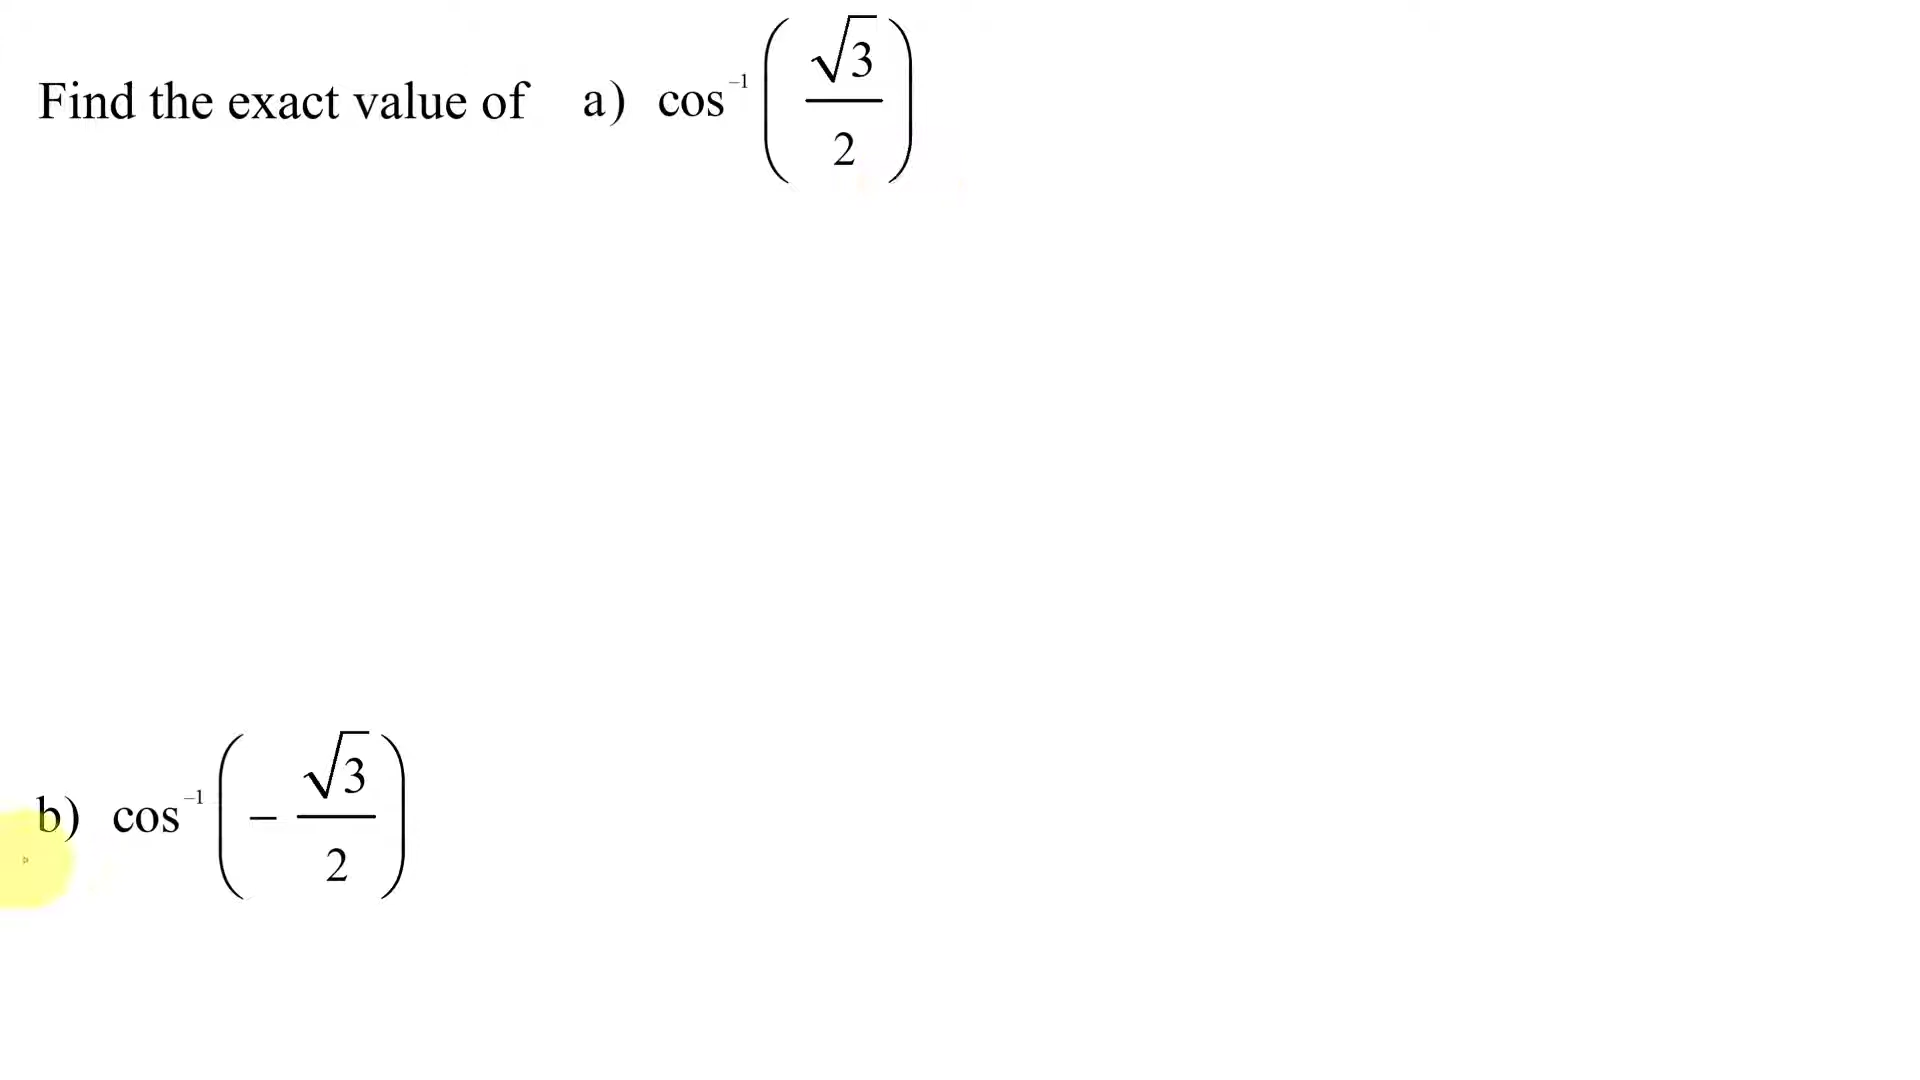 Find the exact value of a) cos⁻¹(√3/2)
b) cos⁻¹(−√3/2)